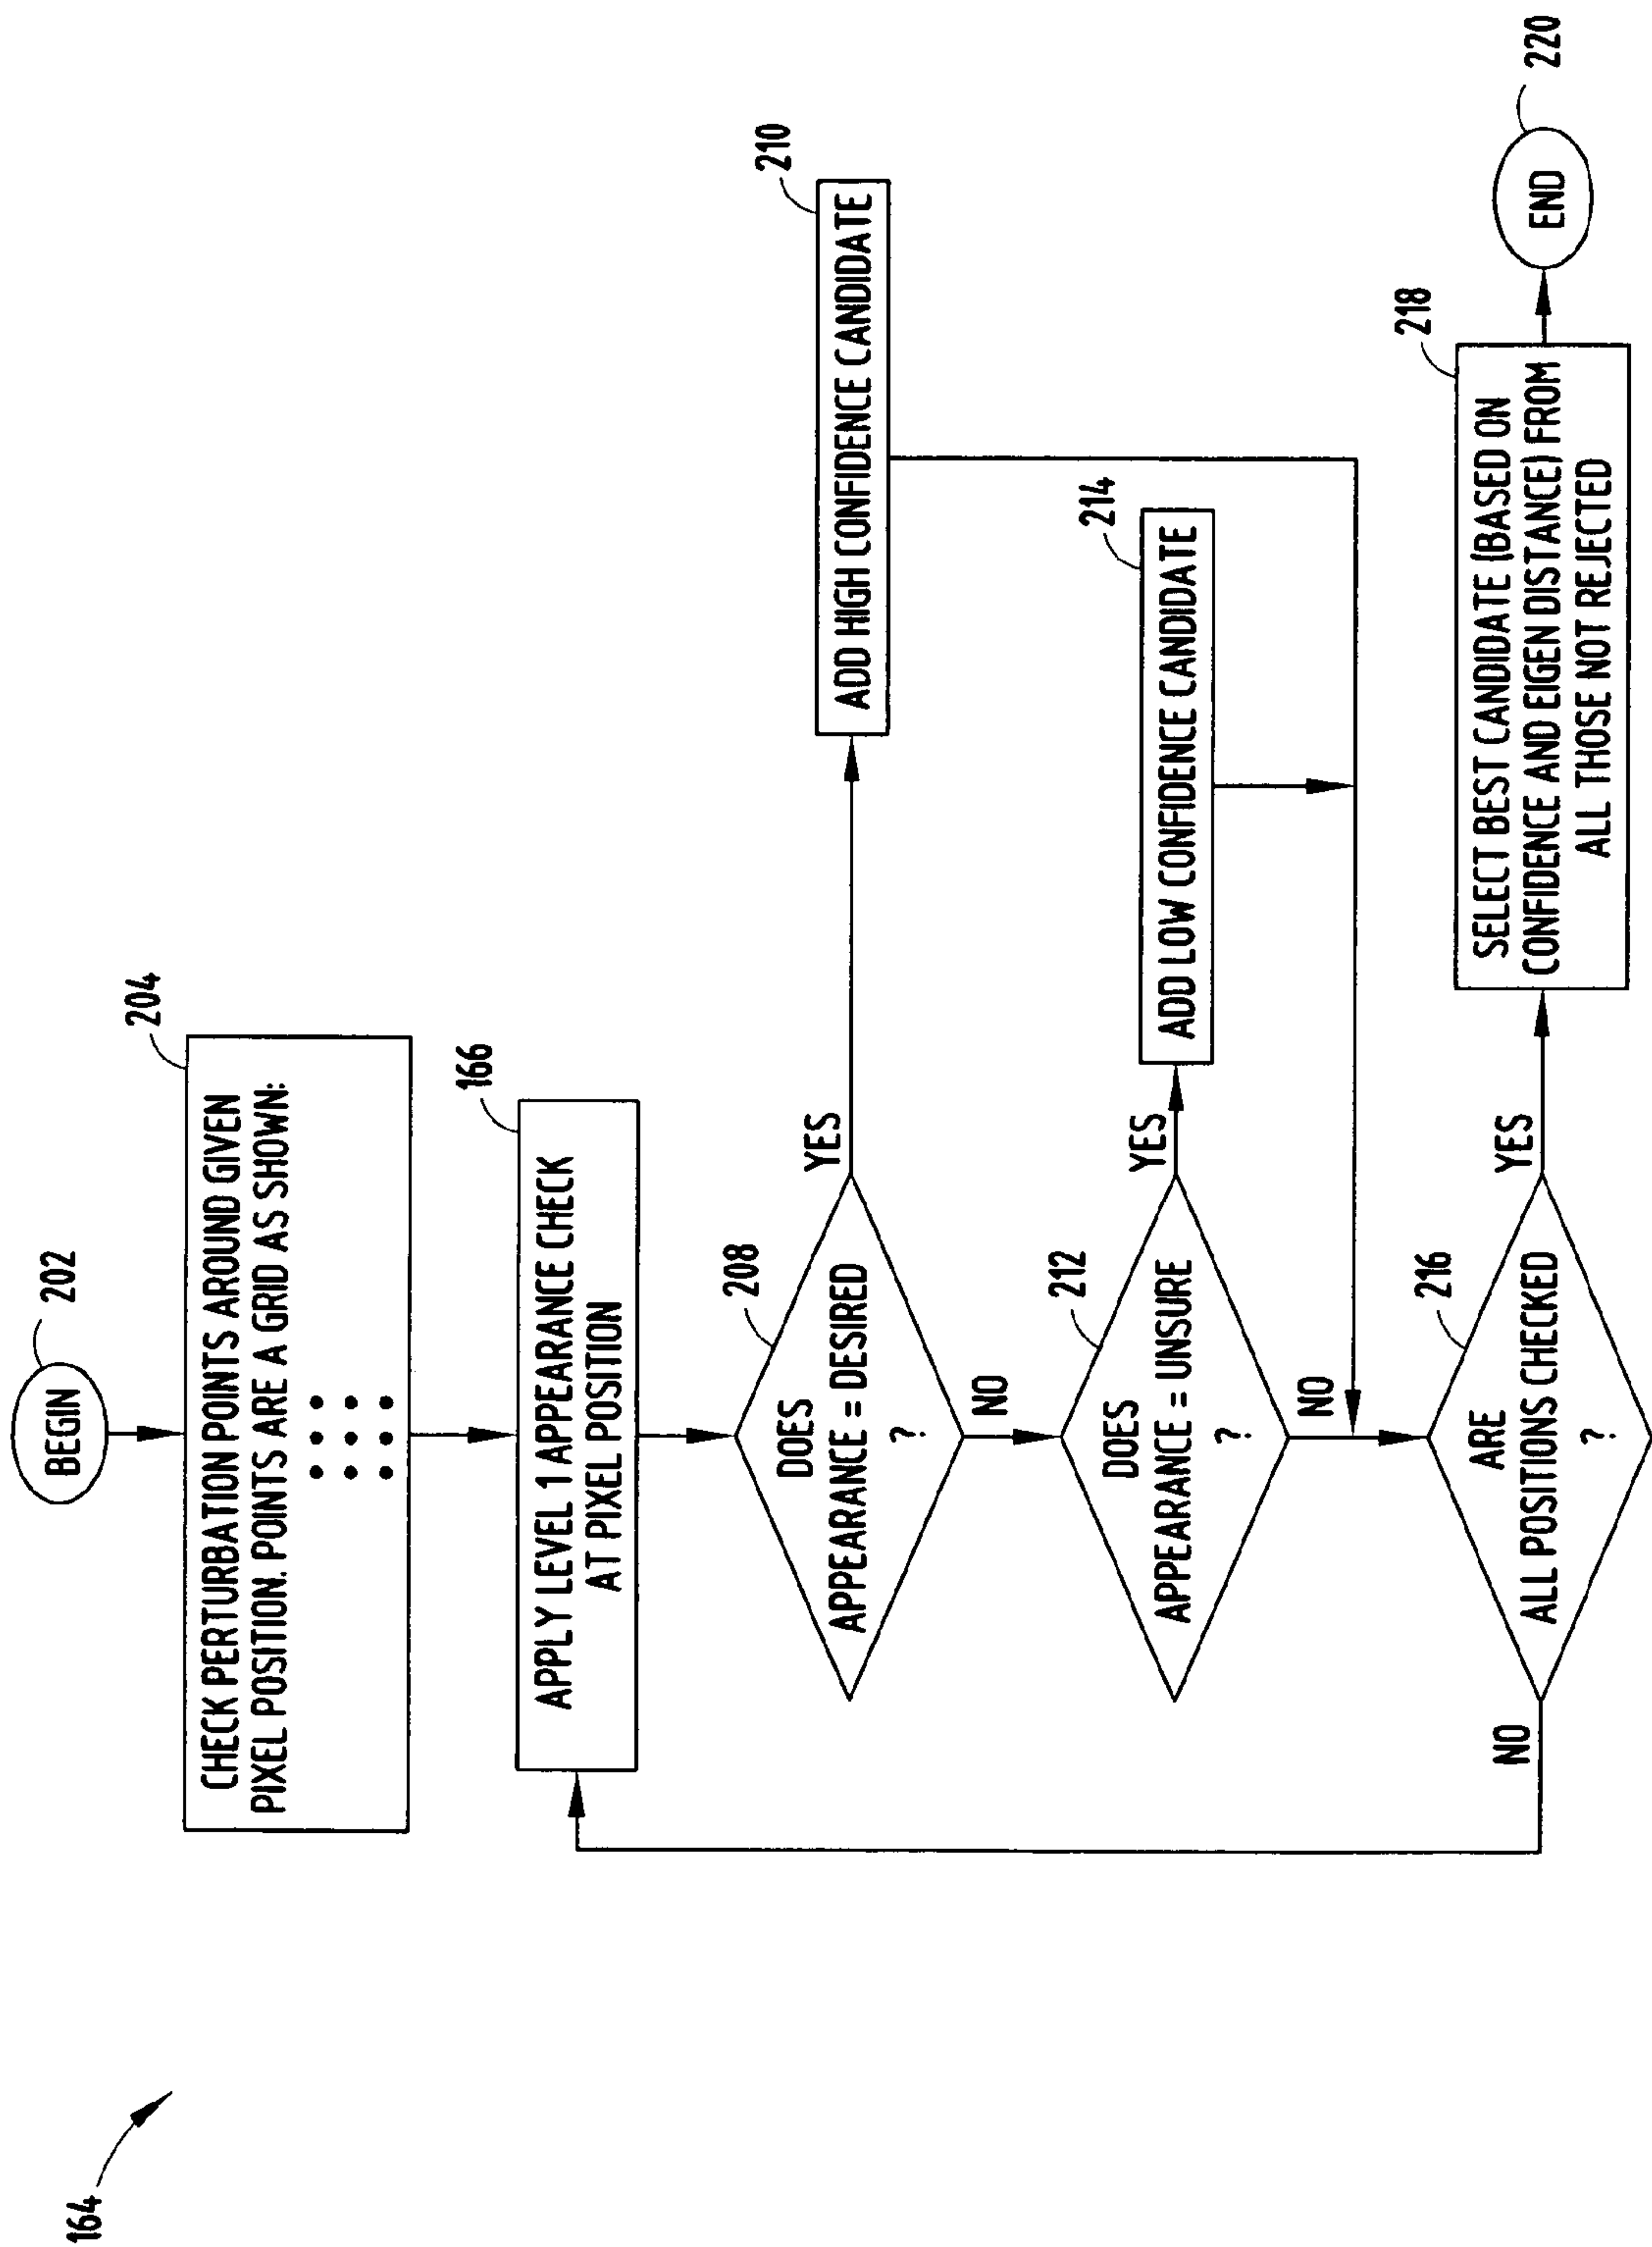 164
BEGIN
202
204
CHECK PERTURBATION POINTS AROUND GIVEN
PIXEL POSITION. POINTS ARE A GRID AS SHOWN:
166
APPLY LEVEL 1 APPEARANCE CHECK
AT PIXEL POSITION
208
DOES
APPEARANCE = DESIRED
?
YES
210
ADD HIGH CONFIDENCE CANDIDATE
NO
212
DOES
APPEARANCE = UNSURE
?
YES
214
ADD LOW CONFIDENCE CANDIDATE
NO
216
ARE
ALL POSITIONS CHECKED
?
NO
YES
218
SELECT BEST CANDIDATE (BASED ON
CONFIDENCE AND EIGEN DISTANCE) FROM
ALL THOSE NOT REJECTED
END
220